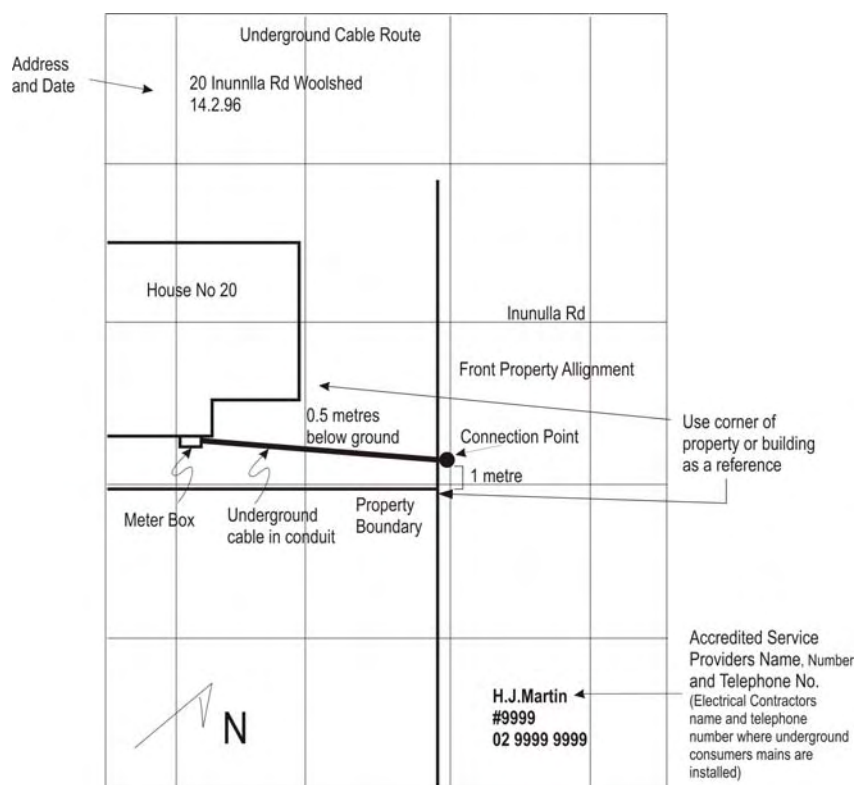 Underground Cable Route
Address
and Date
20 Inunnlla Rd Woolshed
14.2.96
House No 20
Inunulla Rd
Front Property Allignment
0.5 metres
below ground
Connection Point
Use corner of
property or building
as a reference
1 metre
Meter Box
Underground
cable in conduit
Property
Boundary
N
H.J.Martin
#9999
02 9999 9999
Accredited Service
Providers Name, Number
and Telephone No.
(Electrical Contractors
name and telephone
number where underground
consumers mains are
installed)